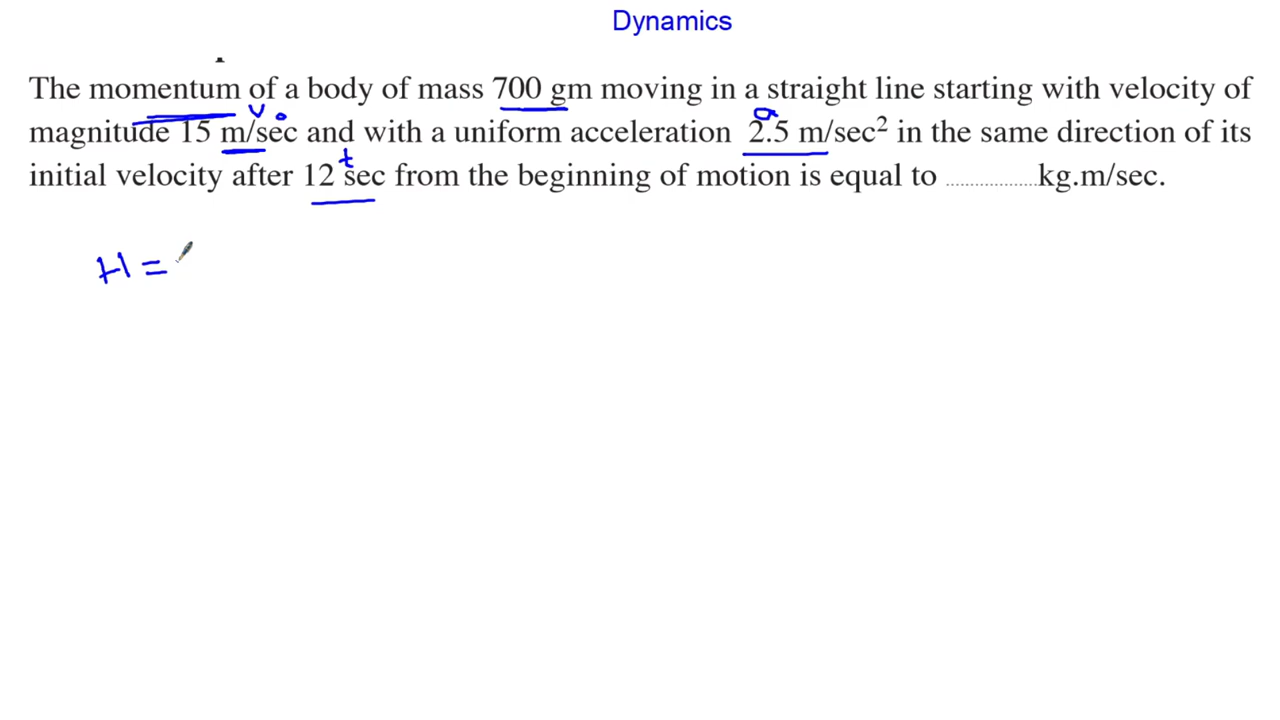 Dynamics
The momentum of a body of mass 700 gm moving in a straight line starting with velocity of
v₀ a
magnitude 15 m/sec and with a uniform acceleration 2.5 m/sec² in the same direction of its
t
initial velocity after 12 sec from the beginning of motion is equal to ..................kg.m/sec.
H =